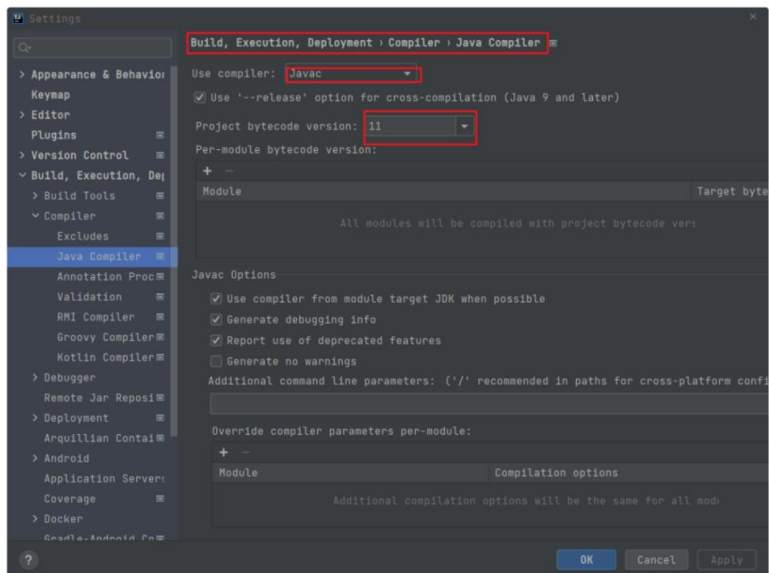 Settings
Build, Execution, Deployment › Compiler › Java Compiler
> Appearance & Behavior
Keymap
> Editor
Plugins
> Version Control
Build, Execution, Dep
> Build Tools
Compiler
Excludes
Java Compiler
Annotation Proc
Validation
RMI Compiler
Groovy Compiler
Kotlin Compiler
> Debugger
Remote Jar Reposi
> Deployment
Arquillian Contai
> Android
Application Servers
Coverage
> Docker
Gradle-Android Co
Use compiler: Javac
Use '--release' option for cross-compilation (Java 9 and later)
Project bytecode version: 11
Per-module bytecode version:
+ −
Module Target byte
All modules will be compiled with project bytecode vers
Javac Options
Use compiler from module target JDK when possible
Generate debugging info
Report use of deprecated features
Generate no warnings
Additional command line parameters: ('/' recommended in paths for cross-platform confi
Override compiler parameters per-module:
+ −
Module Compilation options
Additional compilation options will be the same for all modu
? OK Cancel Apply